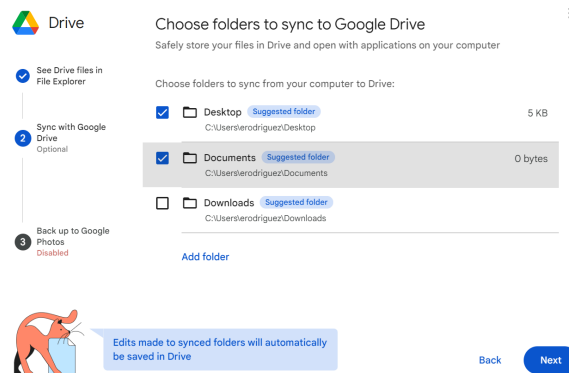 Drive
Choose folders to sync to Google Drive
Safely store your files in Drive and open with applications on your computer
See Drive files in
File Explorer
2
Sync with Google
Drive
Optional
3
Back up to Google
Photos
Disabled
Choose folders to sync from your computer to Drive:
Desktop Suggested folder 5 KB
C:\Users\erodriguez\Desktop
Documents Suggested folder 0 bytes
C:\Users\erodriguez\Documents
Downloads Suggested folder
C:\Users\erodriguez\Downloads
Add folder
Edits made to synced folders will automatically
be saved in Drive
Back Next